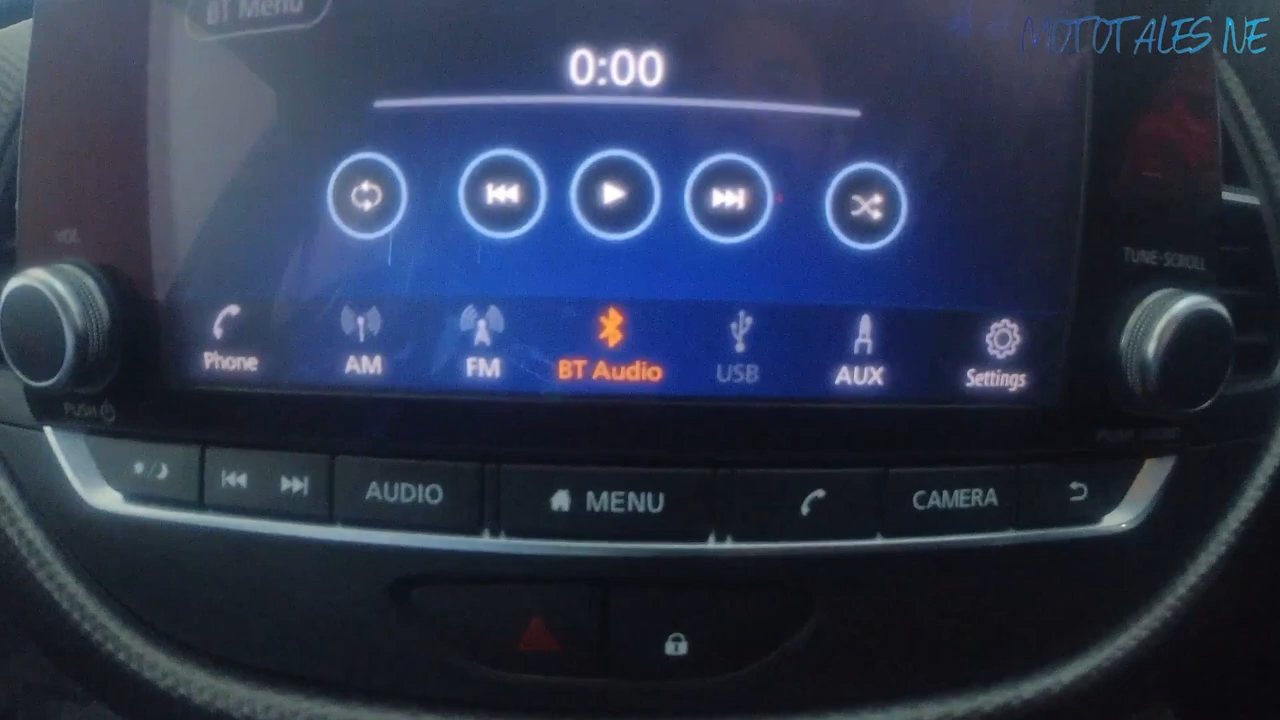 BT Menu
MOTOTALES NE
0:00
VOL
TUNE·SCROLL
Phone
AM
FM
BT Audio
USB
AUX
Settings
PUSH
AUDIO
MENU
CAMERA